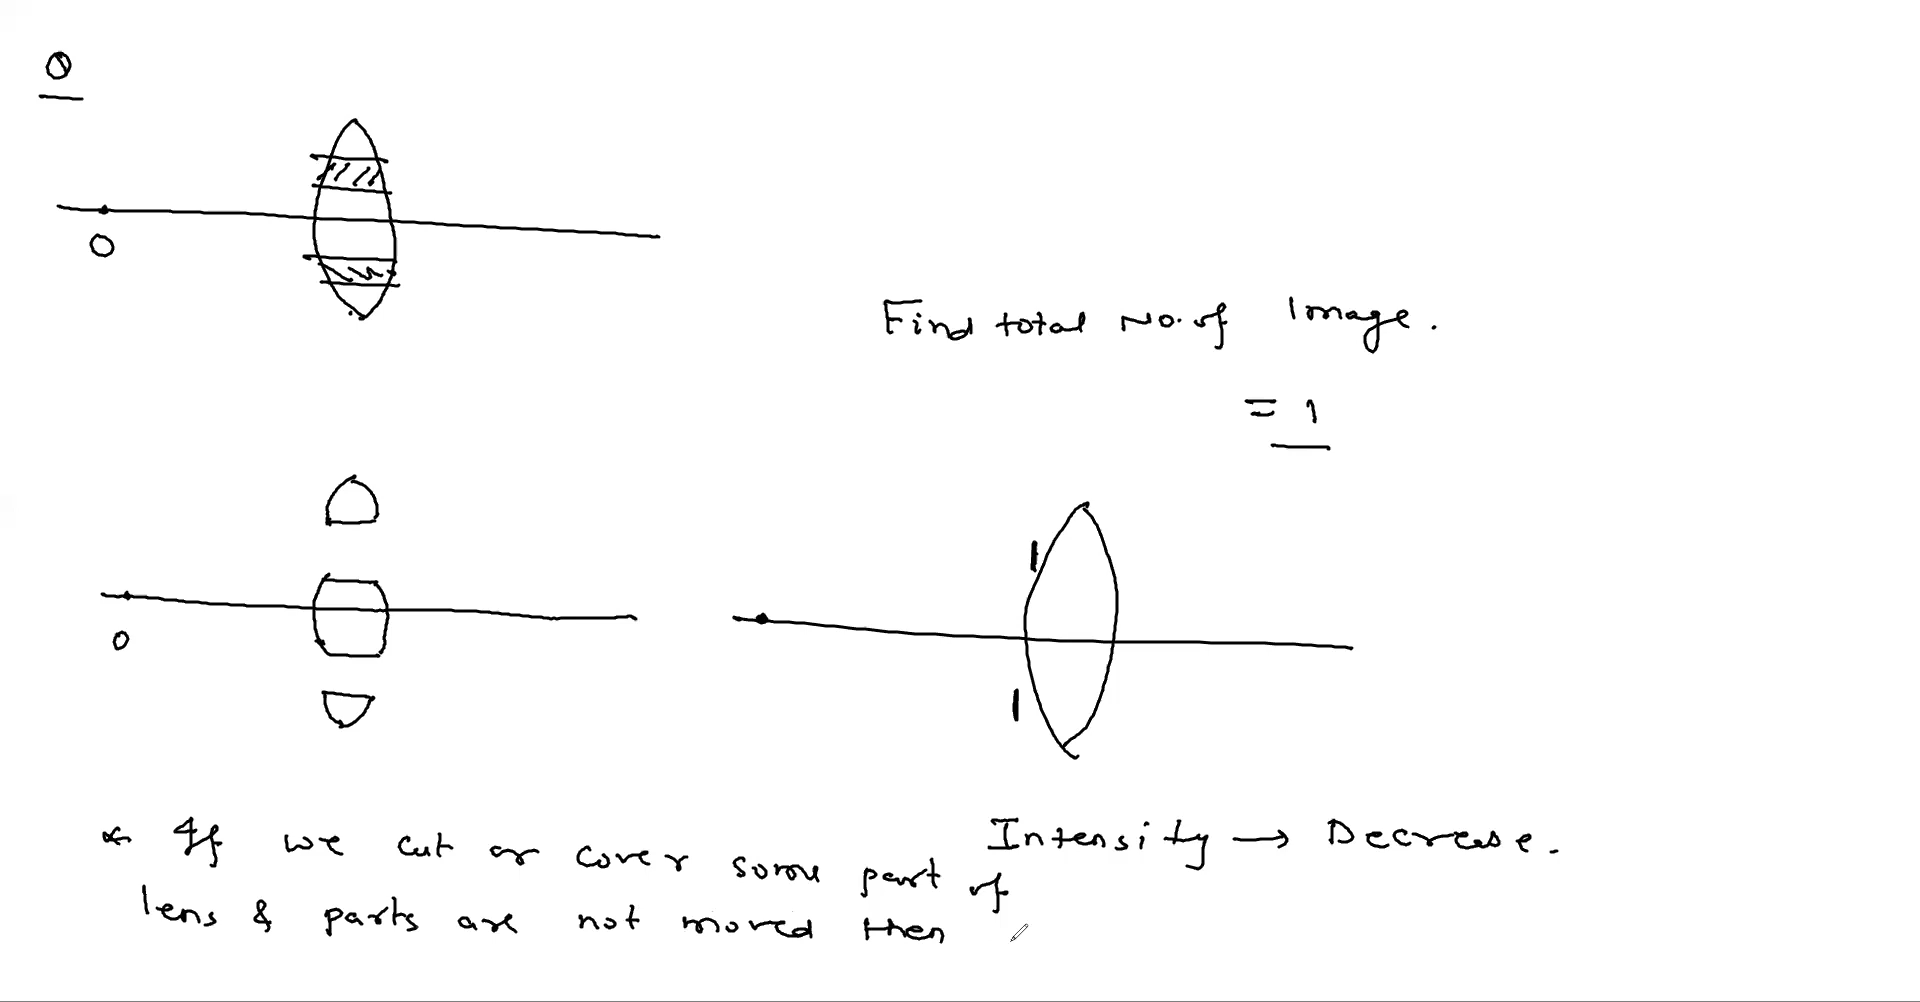 Q
O
Find total No. of Image.
= 1
O
Intensity → Decrease.
* If we cut or cover some part of
lens & parts are not moved then